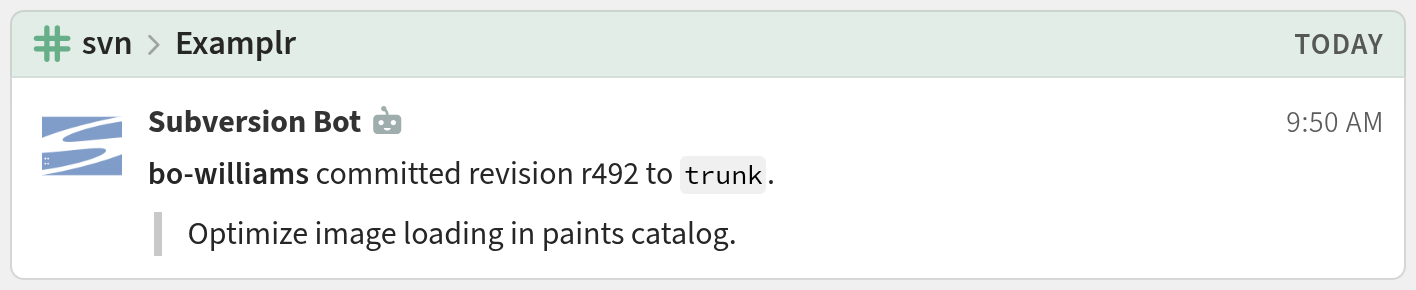 svn > Examplr TODAY
Subversion Bot 9:50 AM
bo-williams committed revision r492 to trunk.
Optimize image loading in paints catalog.